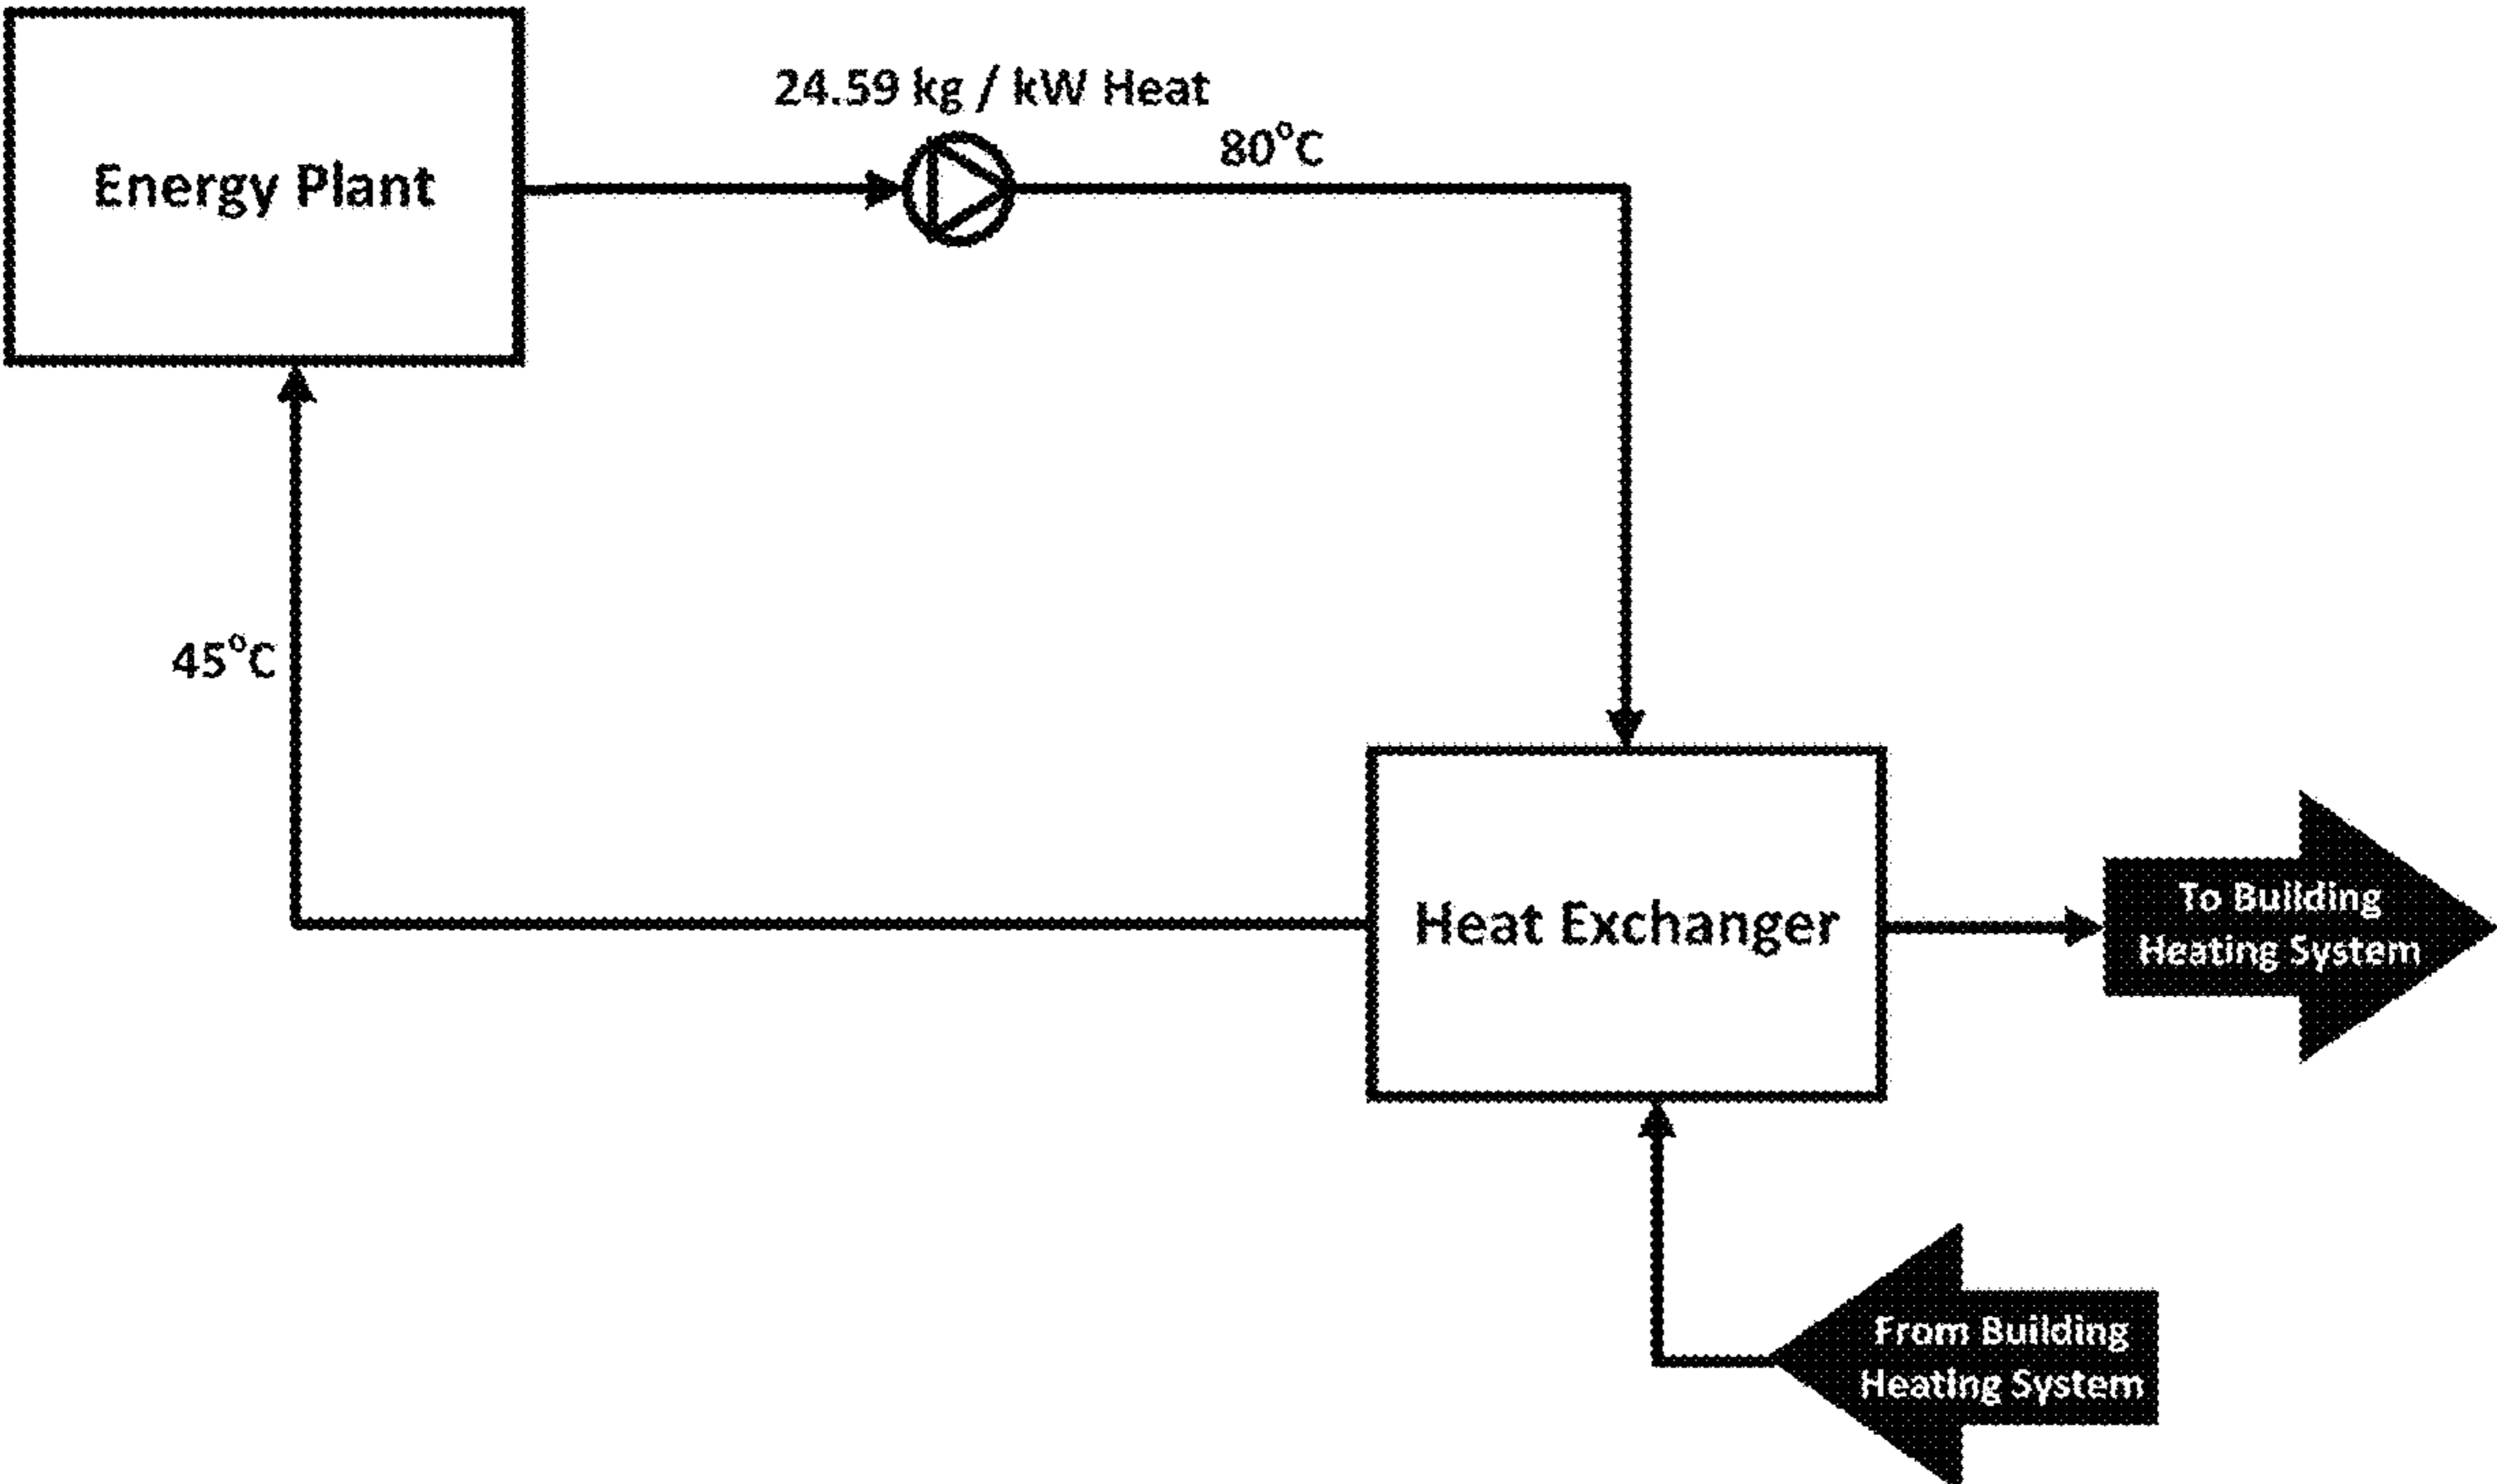 24.59 kg / kW Heat
80°C
Energy Plant
45°C
Heat Exchanger
To Building
Heating System
From Building
Heating System